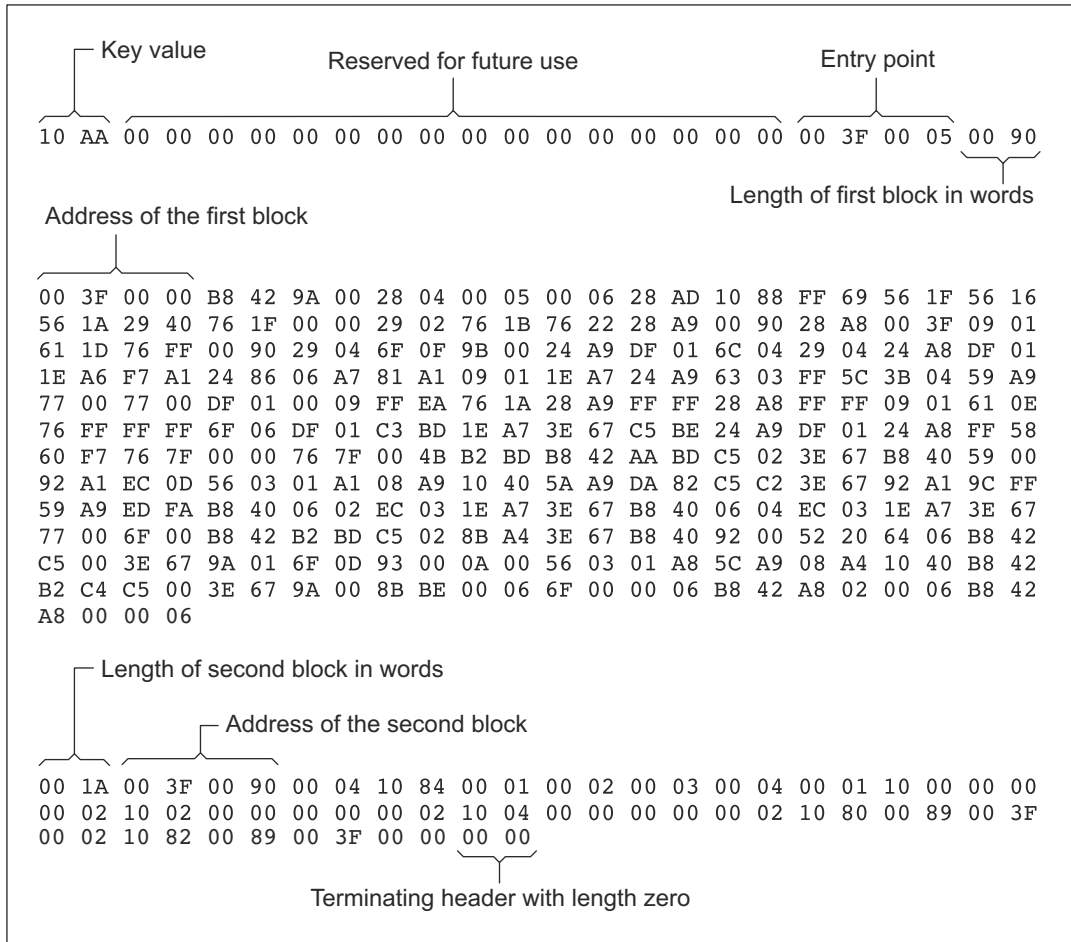 Key value
Reserved for future use
Entry point
10 AA 00 00 00 00 00 00 00 00 00 00 00 00 00 00 00 00 00 3F 00 05 00 90
Length of first block in words
Address of the first block
00 3F 00 00 B8 42 9A 00 28 04 00 05 00 06 28 AD 10 88 FF 69 56 1F 56 16
56 1A 29 40 76 1F 00 00 29 02 76 1B 76 22 28 A9 00 90 28 A8 00 3F 09 01
61 1D 76 FF 00 90 29 04 6F 0F 9B 00 24 A9 DF 01 6C 04 29 04 24 A8 DF 01
1E A6 F7 A1 24 86 06 A7 81 A1 09 01 1E A7 24 A9 63 03 FF 5C 3B 04 59 A9
77 00 77 00 DF 01 00 09 FF EA 76 1A 28 A9 FF FF 28 A8 FF FF 09 01 61 0E
76 FF FF FF 6F 06 DF 01 C3 BD 1E A7 3E 67 C5 BE 24 A9 DF 01 24 A8 FF 58
60 F7 76 7F 00 00 76 7F 00 4B B2 BD B8 42 AA BD C5 02 3E 67 B8 40 59 00
92 A1 EC 0D 56 03 01 A1 08 A9 10 40 5A A9 DA 82 C5 C2 3E 67 92 A1 9C FF
59 A9 ED FA B8 40 06 02 EC 03 1E A7 3E 67 B8 40 06 04 EC 03 1E A7 3E 67
77 00 6F 00 B8 42 B2 BD C5 02 8B A4 3E 67 B8 40 92 00 52 20 64 06 B8 42
C5 00 3E 67 9A 01 6F 0D 93 00 0A 00 56 03 01 A8 5C A9 08 A4 10 40 B8 42
B2 C4 C5 00 3E 67 9A 00 8B BE 00 06 6F 00 00 06 B8 42 A8 02 00 06 B8 42
A8 00 00 06
Length of second block in words
Address of the second block
00 1A 00 3F 00 90 00 04 10 84 00 01 00 02 00 03 00 04 00 01 10 00 00 00
00 02 10 02 00 00 00 00 00 02 10 04 00 00 00 00 00 02 10 80 00 89 00 3F
00 02 10 82 00 89 00 3F 00 00 00 00
Terminating header with length zero